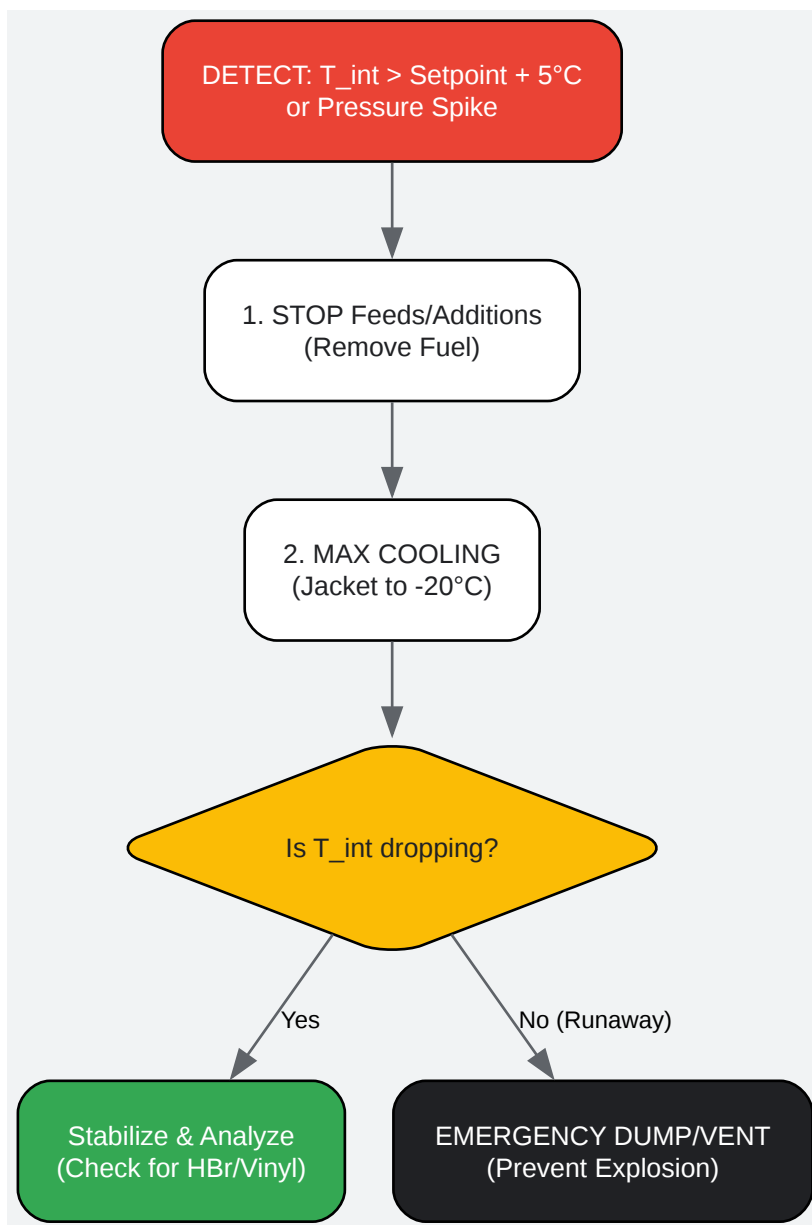 DETECT: T_int > Setpoint + 5°C
or Pressure Spike
1. STOP Feeds/Additions
(Remove Fuel)
2. MAX COOLING
(Jacket to -20°C)
Is T_int dropping?
Yes
No (Runaway)
Stabilize & Analyze
(Check for HBr/Vinyl)
EMERGENCY DUMP/VENT
(Prevent Explosion)